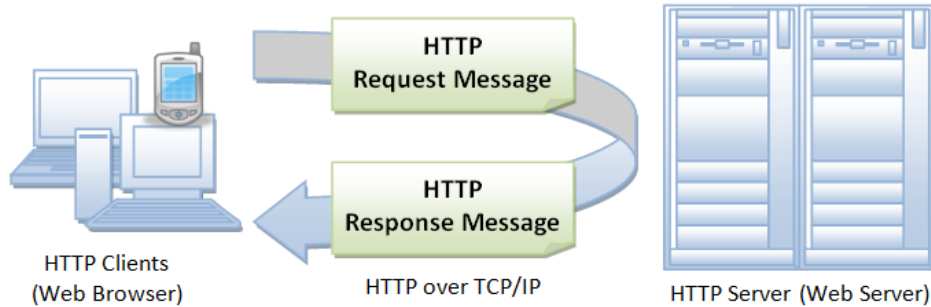 HTTP
Request Message
HTTP
Response Message
HTTP Clients
(Web Browser)
HTTP over TCP/IP
HTTP Server (Web Server)